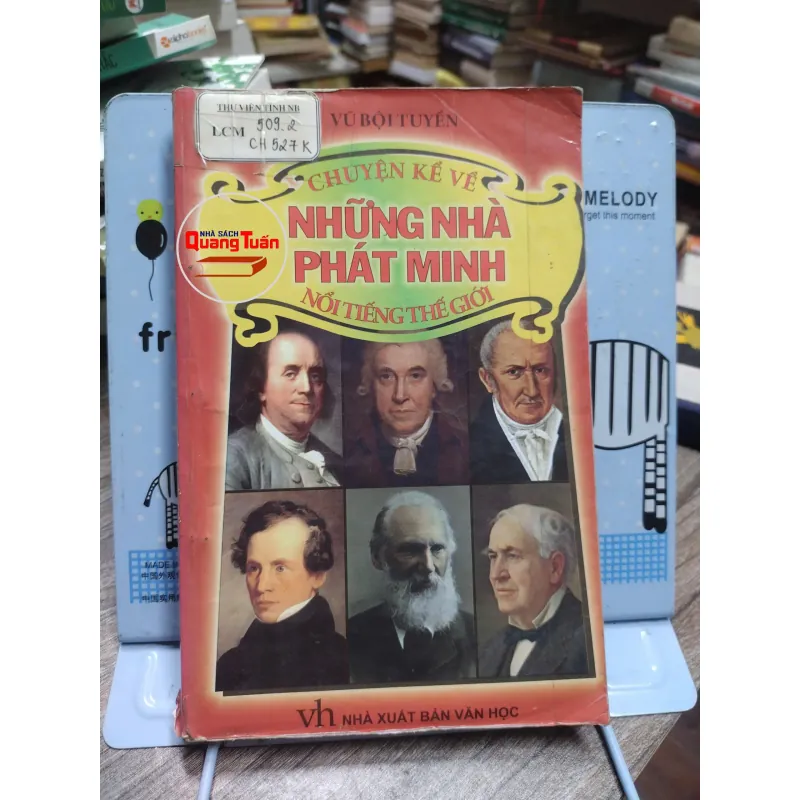 THƯ VIỆN TỈNH NB
LCM 509.2
CH 527 K
VŨ BỘI TUYỀN
CHUYỆN KỂ VỀ
NHỮNG NHÀ
PHÁT MINH
NỔI TIẾNG THẾ GIỚI
NHÀ SÁCH
Quang Tuấn
vh NHÀ XUẤT BẢN VĂN HỌC
MELODY
fr
MADE